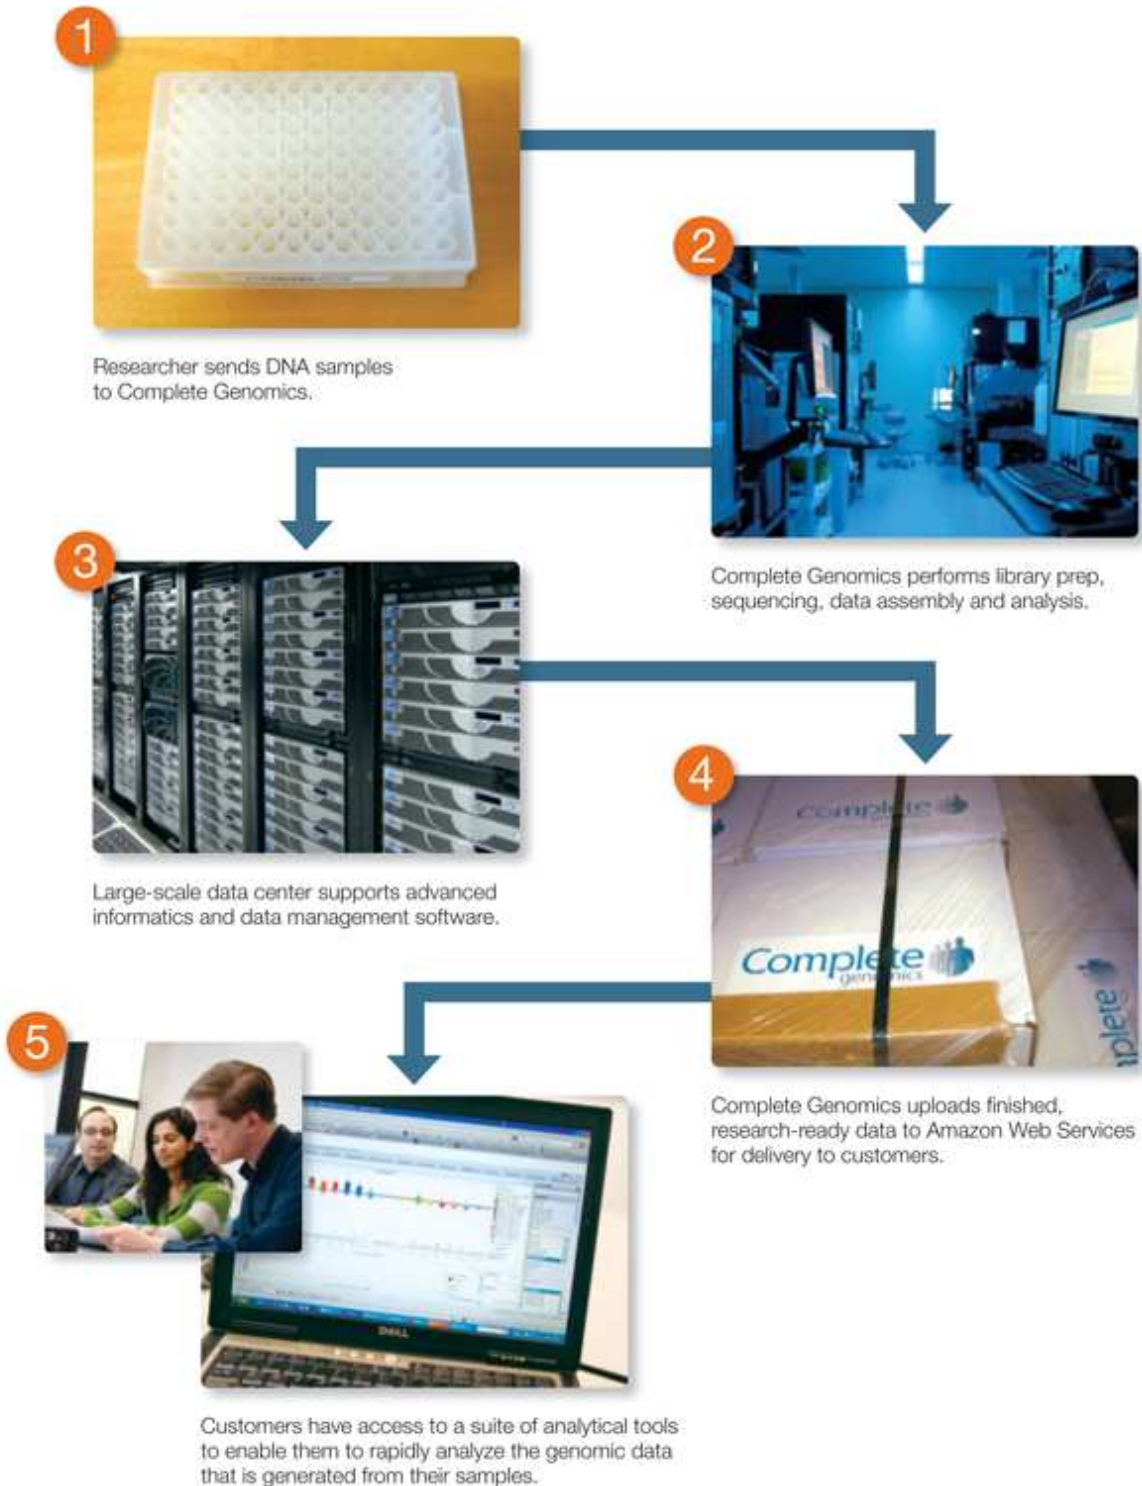 1
Researcher sends DNA samples
to Complete Genomics.
2
Complete Genomics performs library prep,
sequencing, data assembly and analysis.
3
Large-scale data center supports advanced
informatics and data management software.
4
Complete
Complete
genomics
plete
Complete Genomics uploads finished,
research-ready data to Amazon Web Services
for delivery to customers.
5
DELL
Customers have access to a suite of analytical tools
to enable them to rapidly analyze the genomic data
that is generated from their samples.